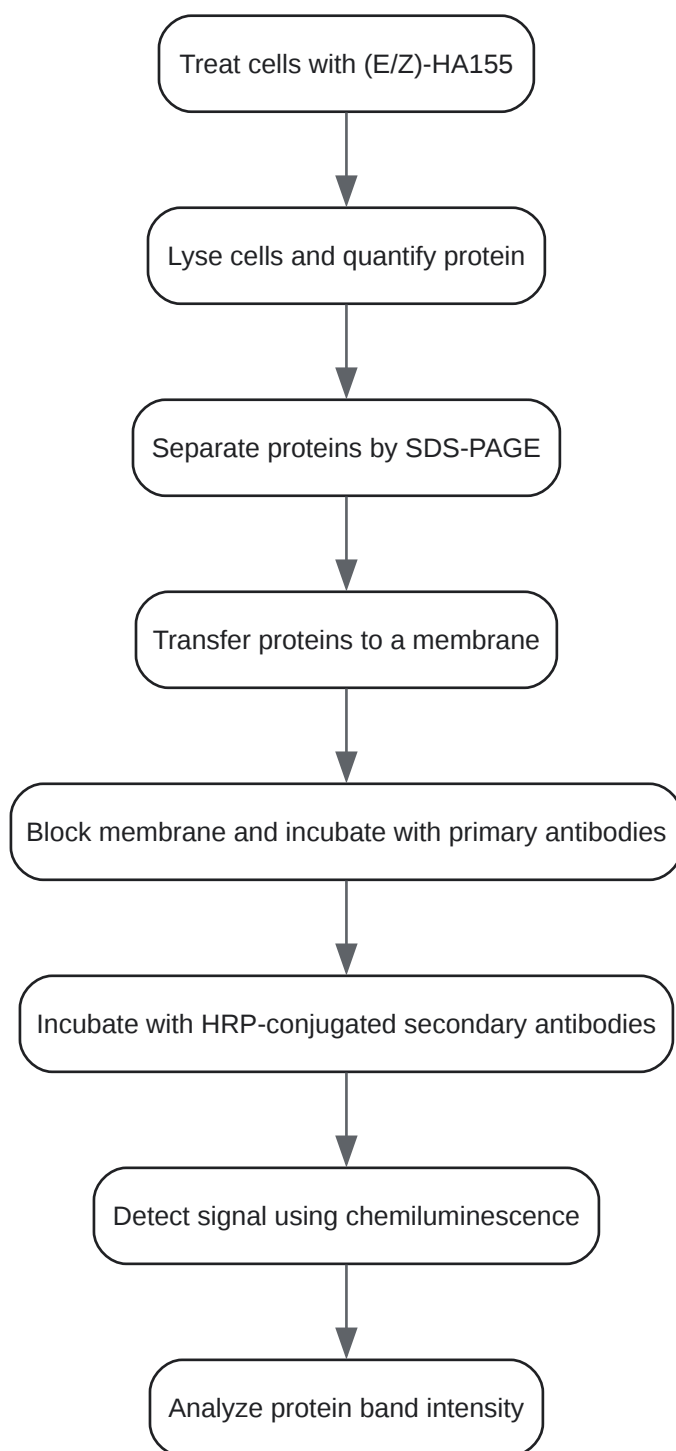 Treat cells with (E/Z)-HA155
Lyse cells and quantify protein
Separate proteins by SDS-PAGE
Transfer proteins to a membrane
Block membrane and incubate with primary antibodies
Incubate with HRP-conjugated secondary antibodies
Detect signal using chemiluminescence
Analyze protein band intensity